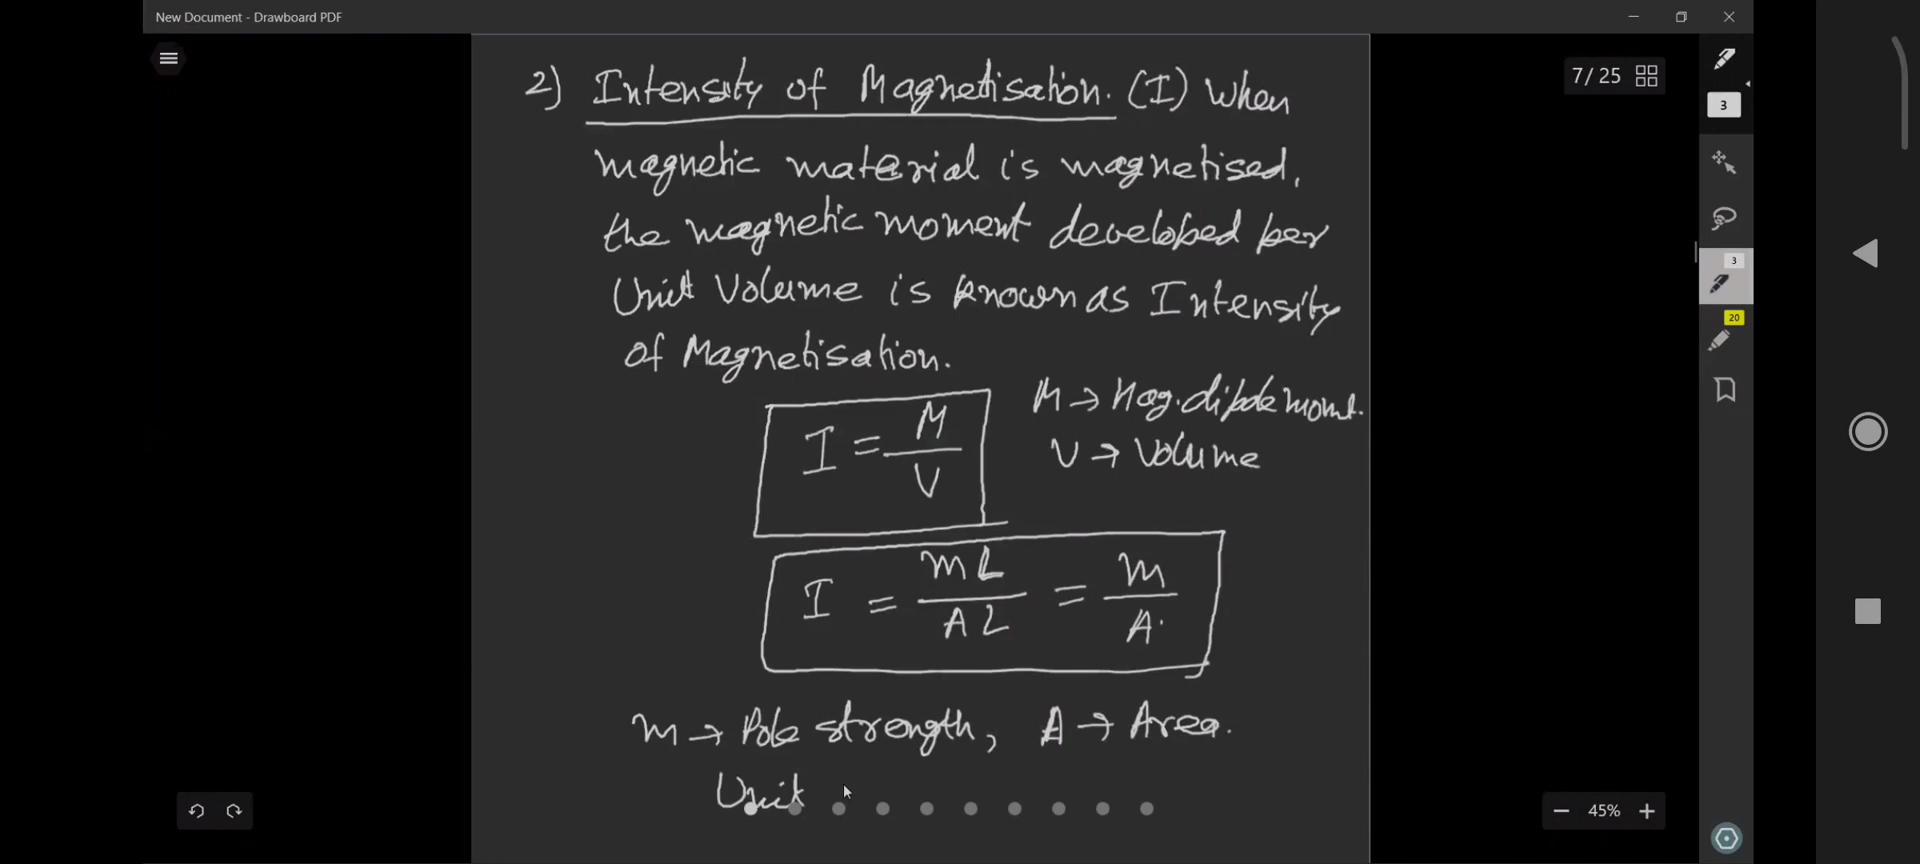 New Document - Drawboard PDF
7 / 25
3
2) Intensity of Magnetisation. (I) When
magnetic material is magnetised,
the magnetic moment developed per
Unit Volume is known as Intensity
of Magnetisation.
I = M/V
M → Mag. dipole momt.
V → Volume
I = mL/AL = m/A.
m → Pole strength, A → Area.
Unit
3
20
45%